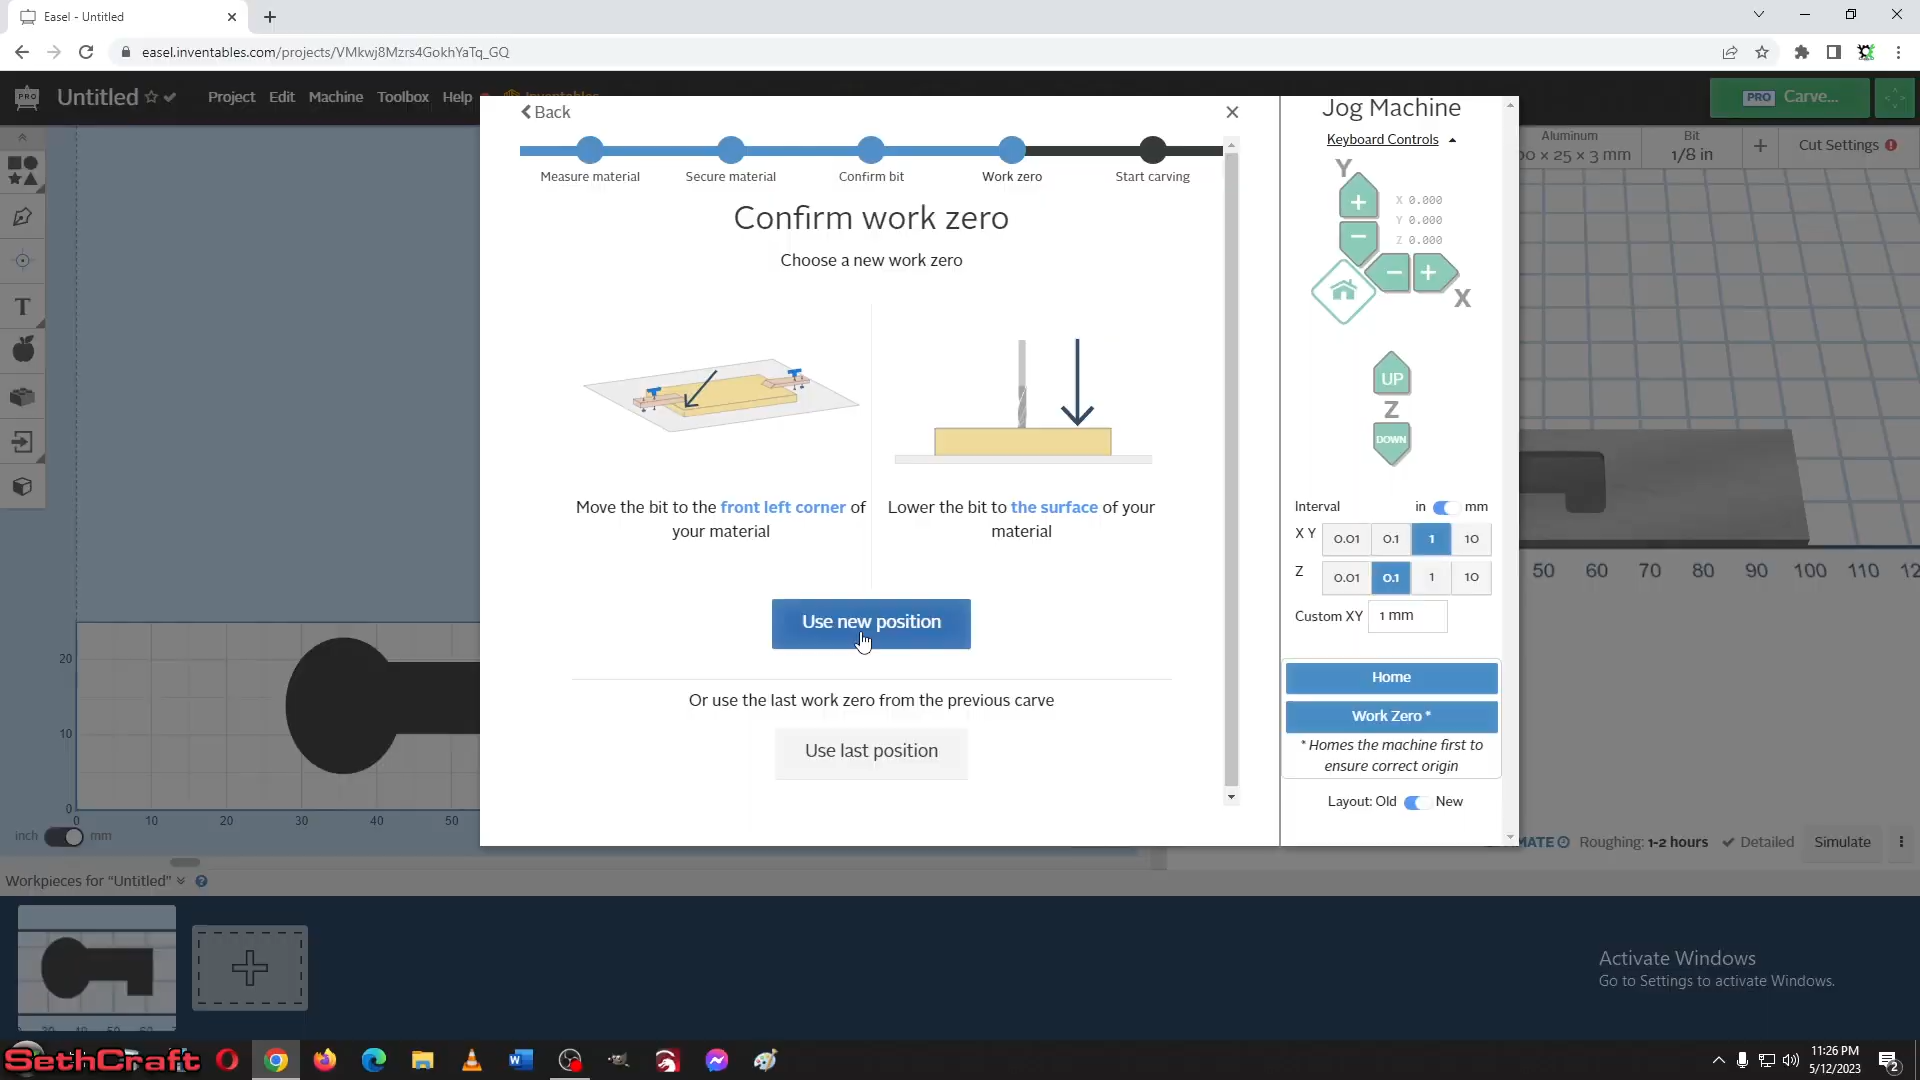 Easel - Untitled
easel.inventables.com/projects/VMkwj8Mzrs4GokhYaTq_GQ
PRO
Untitled
Project
Edit
Machine
Toolbox
Help
PRO Carve...
Back
Measure material
Secure material
Confirm bit
Work zero
Start carving
Confirm work zero
Choose a new work zero
Move the bit to the front left corner of
your material
Lower the bit to the surface of your
material
Use new position
Or use the last work zero from the previous carve
Use last position
Jog Machine
Keyboard Controls
Y
X 0.000
Y 0.000
Z 0.000
X
UP
Z
DOWN
Interval
in
mm
X Y
0.01
0.1
1
10
Z
0.01
0.1
1
10
Custom XY
1 mm
Home
Work Zero *
* Homes the machine first to
ensure correct origin
Layout: Old
New
Aluminum
× 25 × 3 mm
Bit
1/8 in
Cut Settings
T
20
10
0
0
10
20
30
40
50
inch
mm
50
60
70
80
90
100
110
Roughing: 1-2 hours
Detailed
Simulate
Workpieces for "Untitled"
Activate Windows
Go to Settings to activate Windows.
SethCraft
11:26 PM
5/12/2023
2